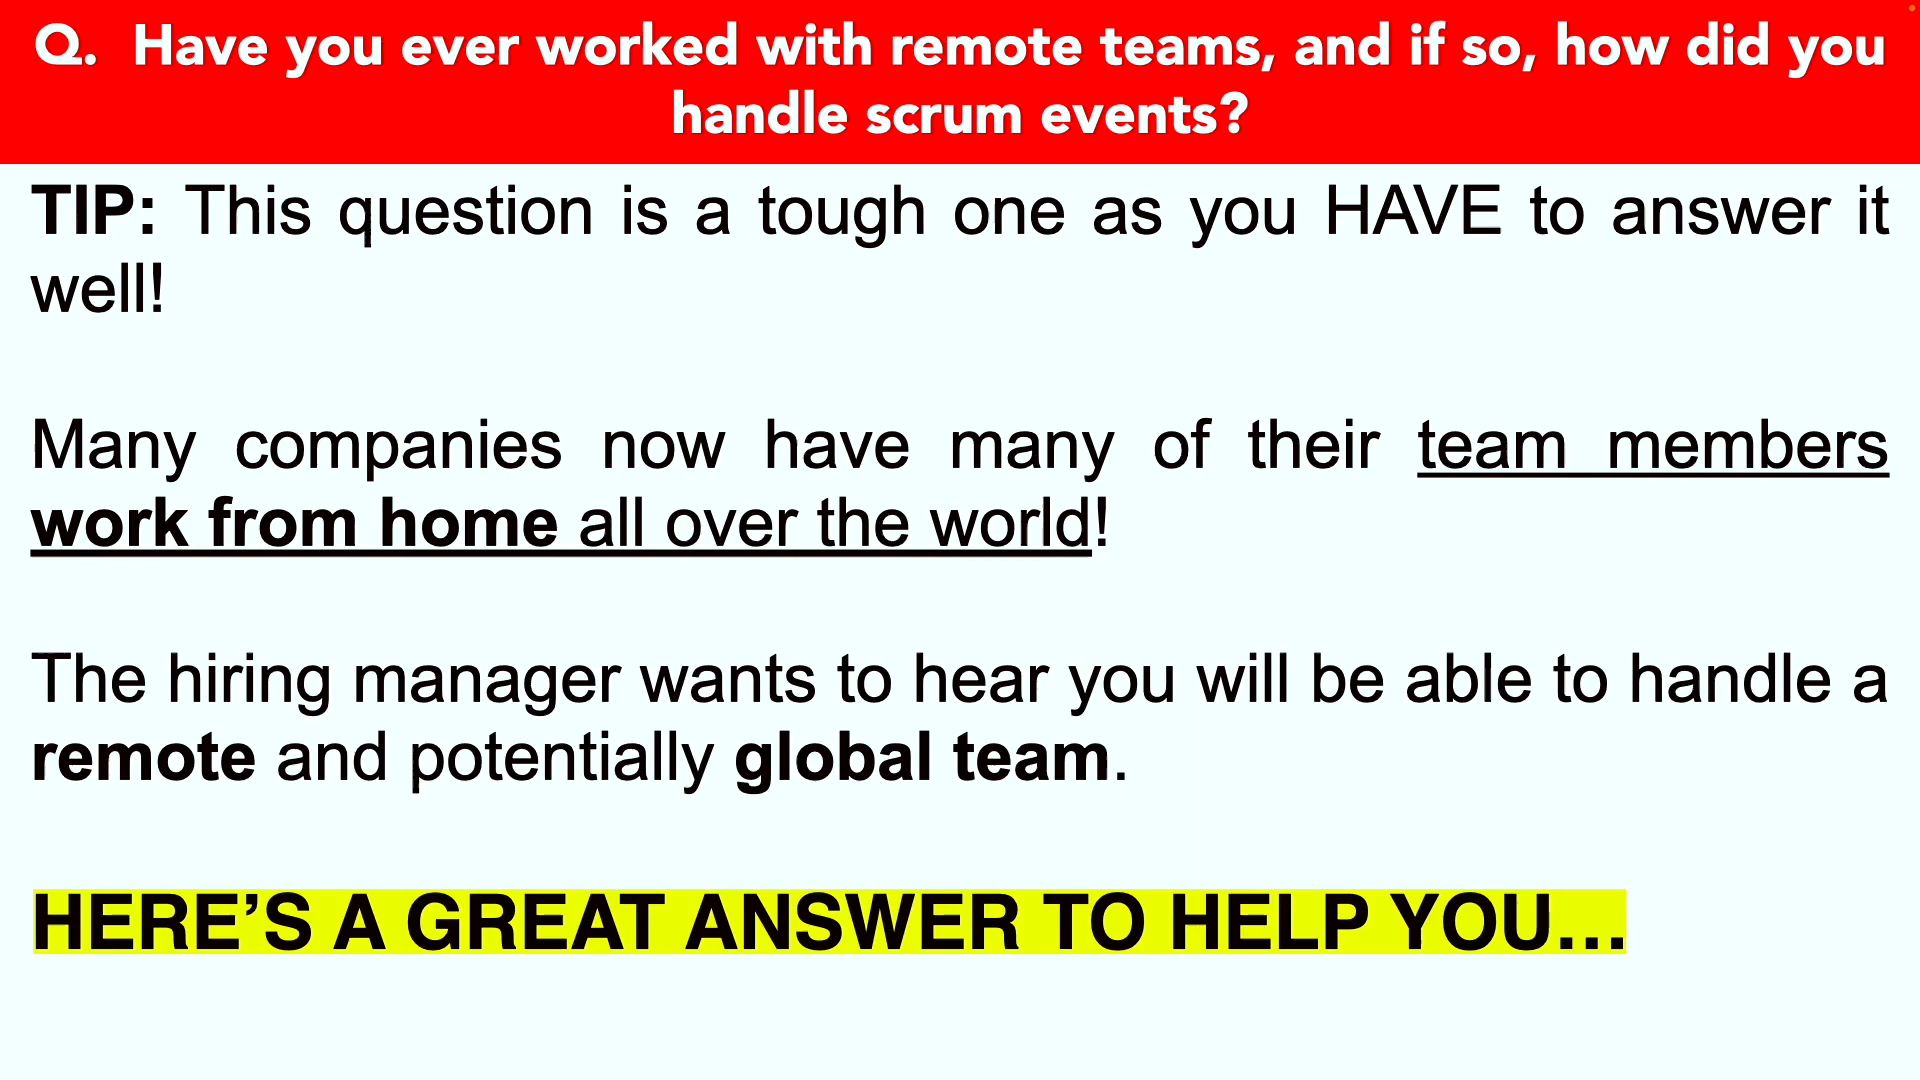 Q. Have you ever worked with remote teams, and if so, how did you
handle scrum events?
TIP: This question is a tough one as you HAVE to answer it
well!
Many companies now have many of their team members
work from home all over the world!
The hiring manager wants to hear you will be able to handle a
remote and potentially global team.
HERE’S A GREAT ANSWER TO HELP YOU…